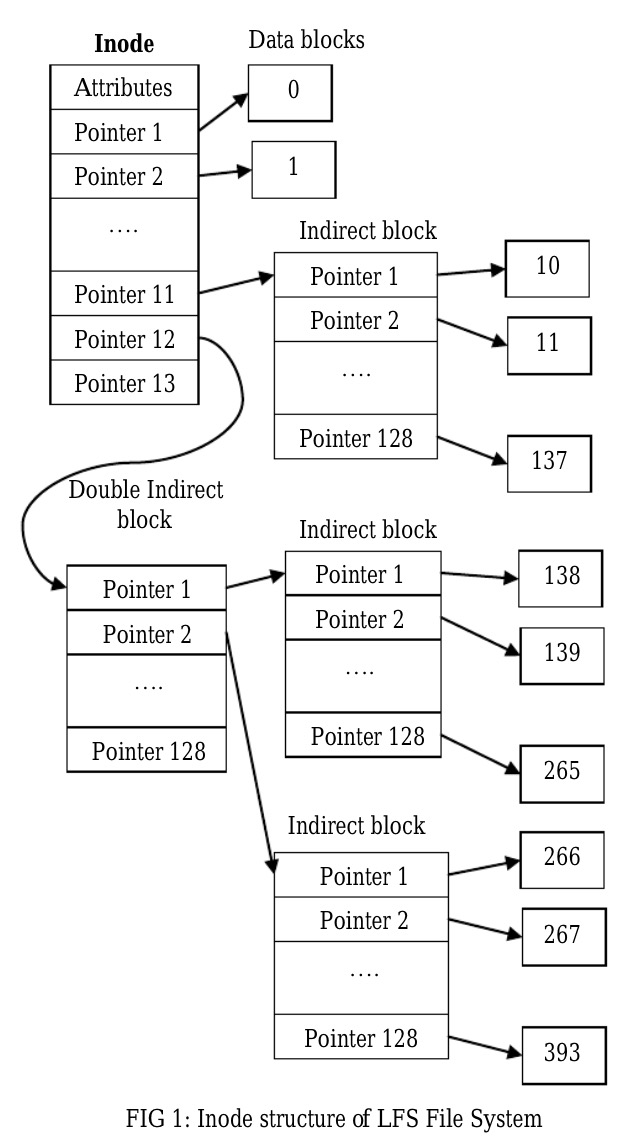 Inode
Data blocks
Attributes
0
Pointer 1
Pointer 2
1
....
Indirect block
Pointer 11
Pointer 1
10
Pointer 12
Pointer 2
11
Pointer 13
....
Pointer 128
137
Double Indirect
block
Indirect block
Pointer 1
Pointer 1
138
Pointer 2
Pointer 2
139
....
....
Pointer 128
Pointer 128
265
Indirect block
Pointer 1
266
Pointer 2
267
....
Pointer 128
393
FIG 1: Inode structure of LFS File System